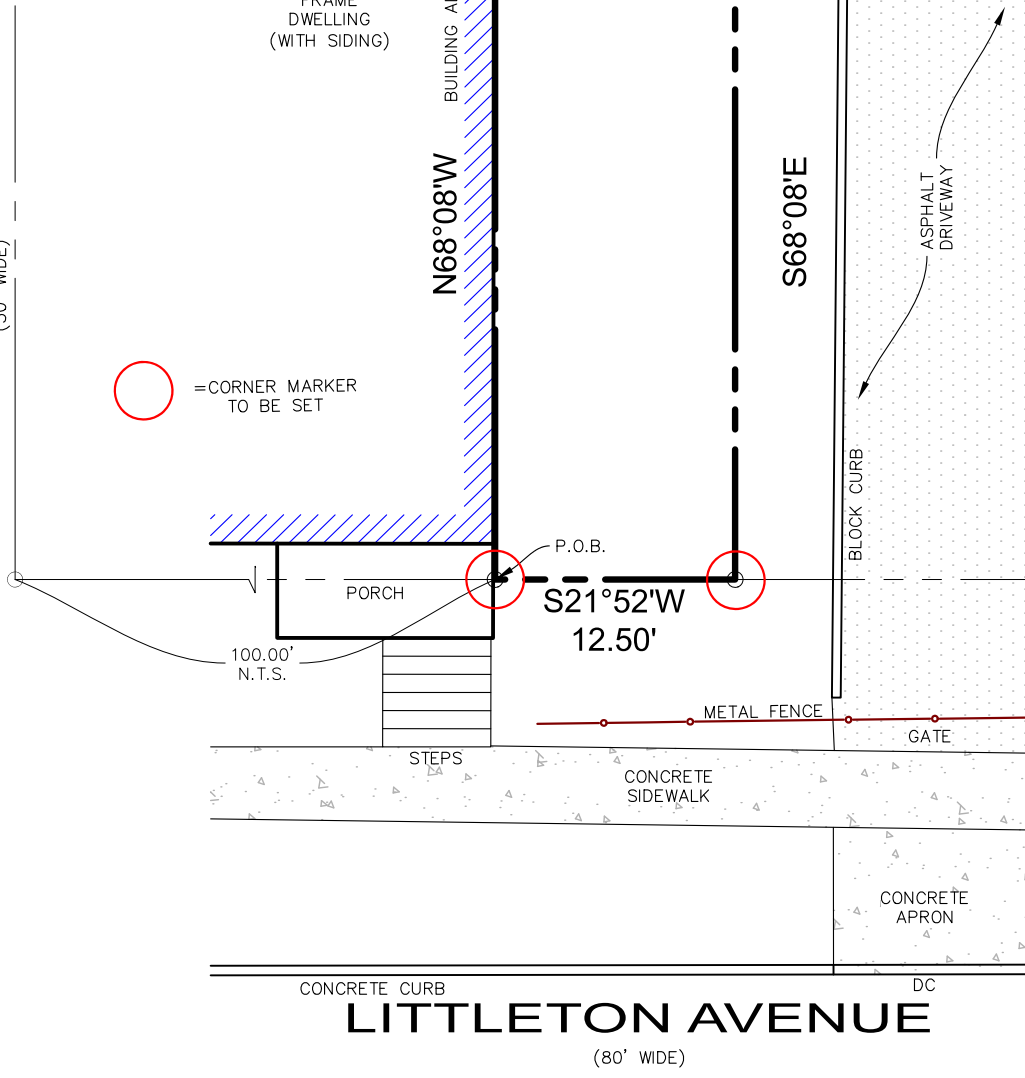 FRAME
DWELLING
(WITH SIDING)
BUILDING
N68°08'W
S68°08'E
ASPHALT
DRIVEWAY
WIDE)
=CORNER MARKER
TO BE SET
BLOCK CURB
P.O.B.
PORCH
S21°52'W
12.50'
100.00'
N.T.S.
METAL FENCE
GATE
STEPS
CONCRETE
SIDEWALK
CONCRETE
APRON
CONCRETE CURB
DC
LITTLETON AVENUE
(80' WIDE)